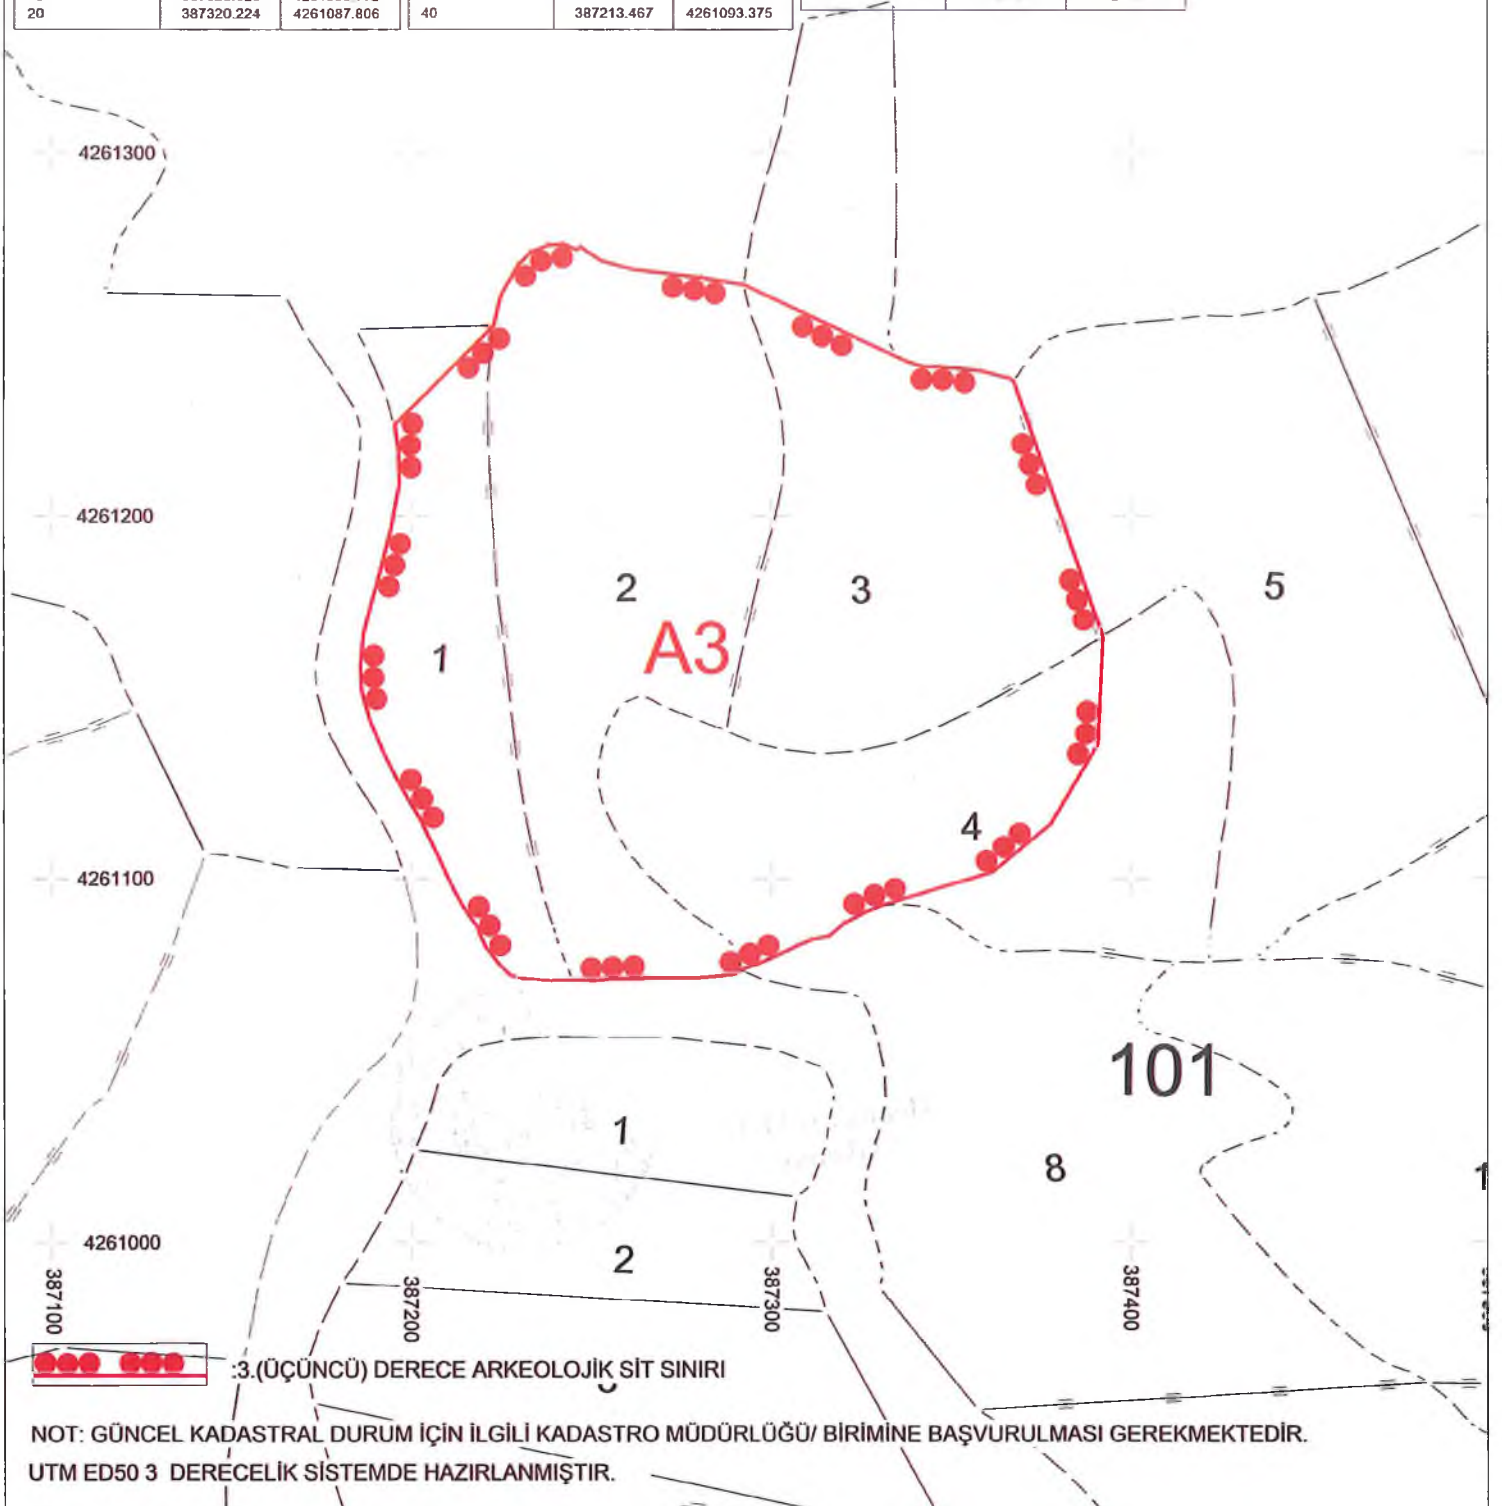 20 387320.224 4261087.806 40 387213.467 4261093.375
4261300
4261200
2 3 5
A3
1
4
4261100
101
1
8
4261000
2
387100 387200 387300 387400
:3.(ÜÇÜNCÜ) DERECE ARKEOLOJİK SİT SINIRI
NOT: GÜNCEL KADASTRAL DURUM İÇİN İLGİLİ KADASTRO MÜDÜRLÜĞÜ/ BİRİMİNE BAŞVURULMASI GEREKMEKTEDİR.
UTM ED50 3 DERECELİK SİSTEMDE HAZIRLANMIŞTIR.